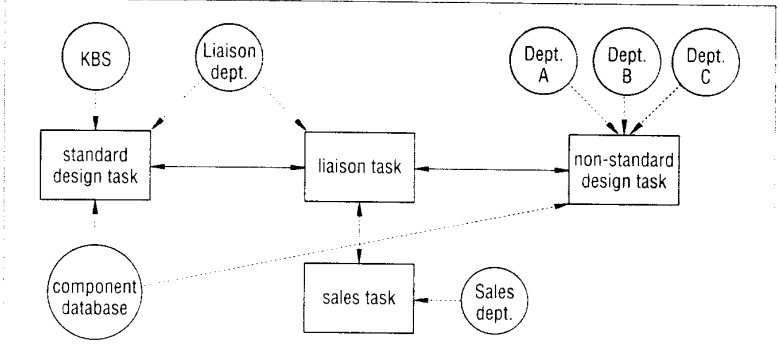 KBS
Liaison
dept.
Dept.
A
Dept.
B
Dept.
C
standard
design task
liaison task
non-standard
design task
component
database
sales task
Sales
dept.